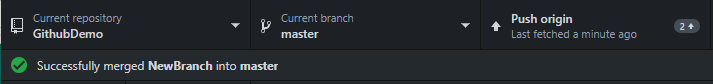 Current repository
GithubDemo
Current branch
master
Push origin
Last fetched a minute ago
2
Successfully merged NewBranch into master